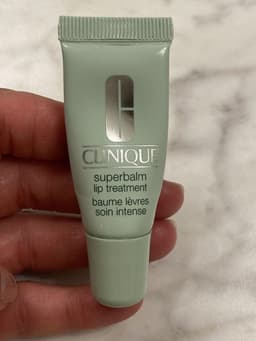 CLINIQUE
superbalm
lip treatment
baume lèvres
soin intense